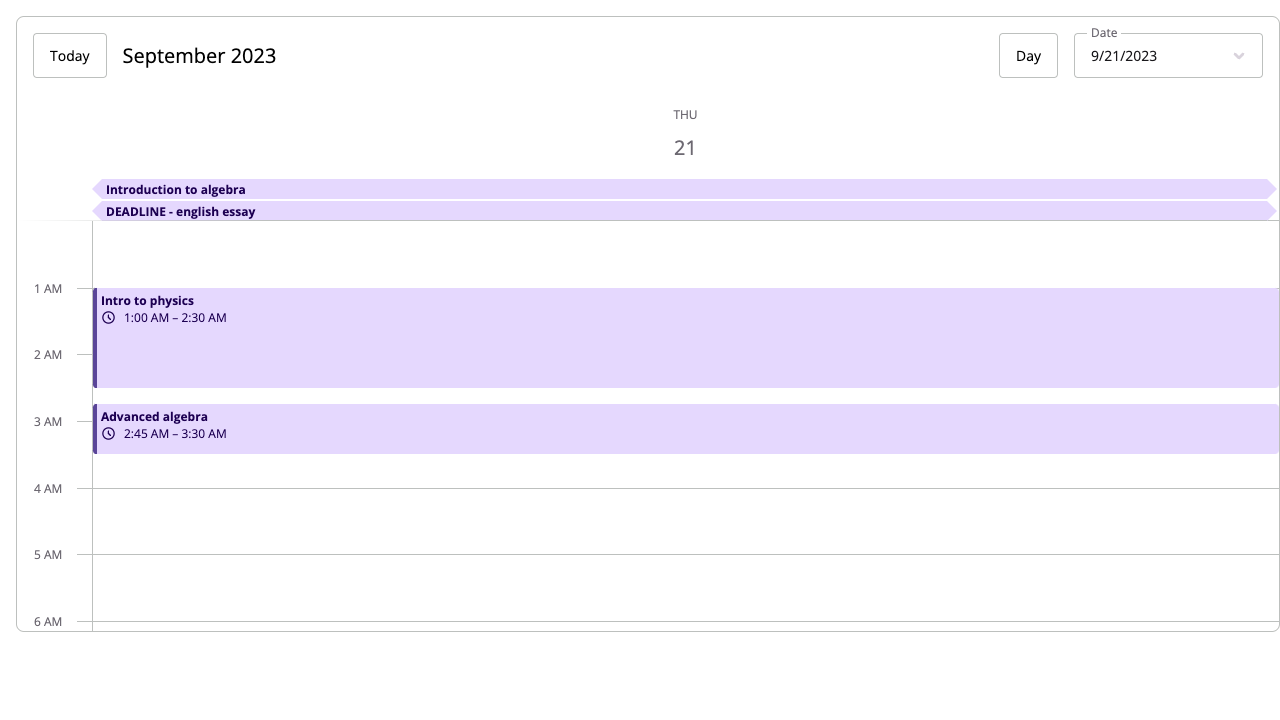 Today
September 2023
Day
Date
9/21/2023
THU
21
Introduction to algebra
DEADLINE - english essay
1 AM
Intro to physics
1:00 AM – 2:30 AM
2 AM
Advanced algebra
3 AM
2:45 AM – 3:30 AM
4 AM
5 AM
6 AM